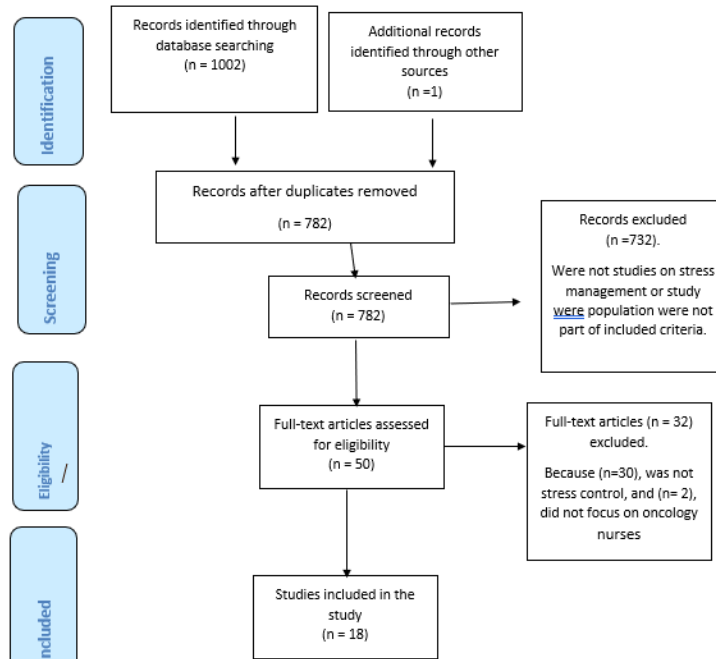 Records identified through
database searching
(n = 1002)
Additional records
identified through other
sources
(n =1)
Identification
Records after duplicates removed
(n = 782)
Screening
Records screened
(n = 782)
Records excluded
(n =732).
Were not studies on stress
management or study
were population were not
part of included criteria.
Eligibility /
Full-text articles assessed
for eligibility
(n = 50)
Full-text articles (n = 32)
excluded.
Because (n=30), was not
stress control, and (n= 2),
did not focus on oncology
nurses
ncluded
Studies included in the
study
(n = 18)